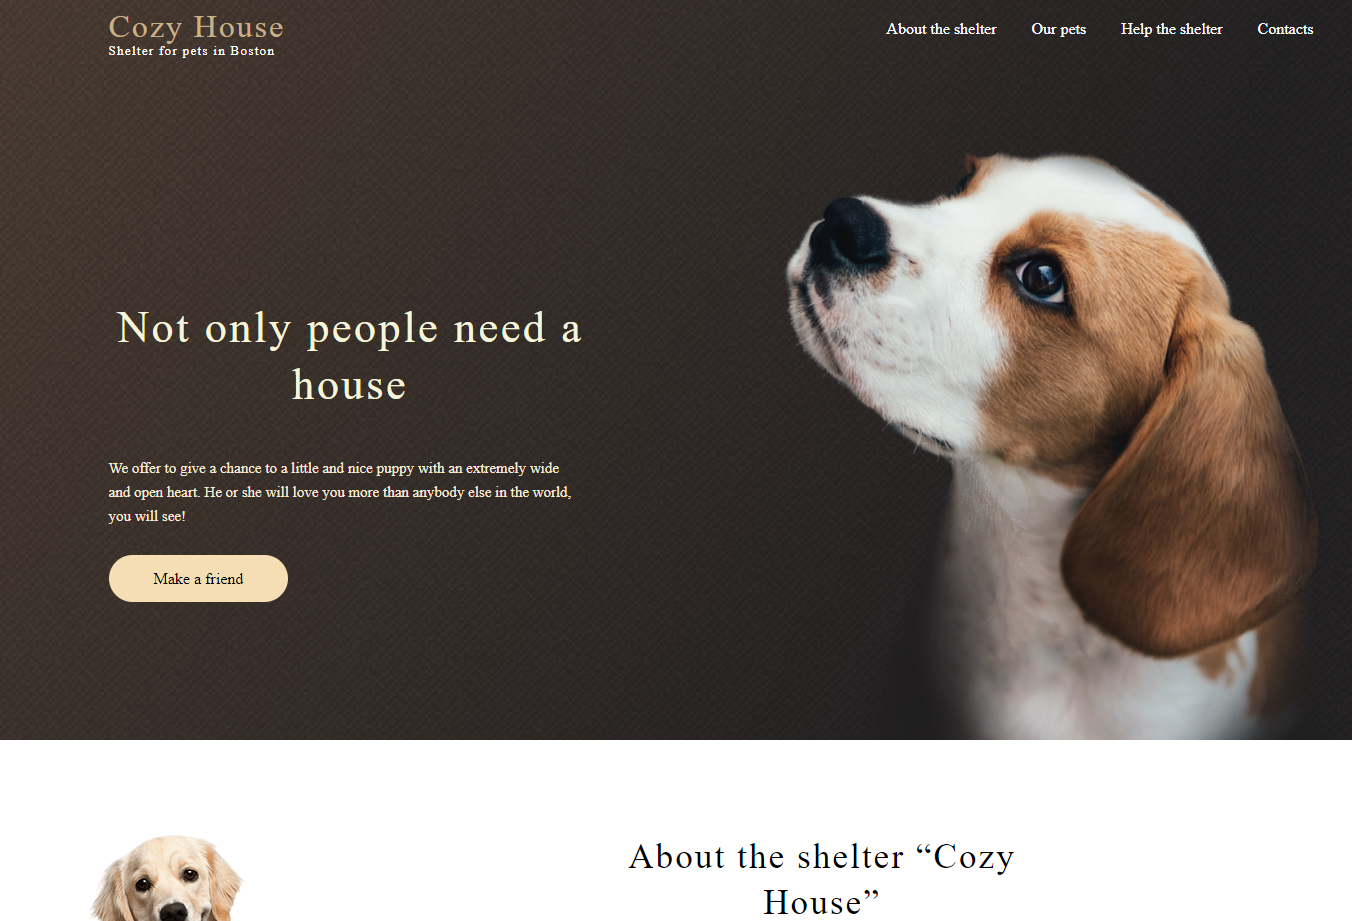 Cozy House
Shelter for pets in Boston
About the shelter
Our pets
Help the shelter
Contacts
Not only people need a
house
We offer to give a chance to a little and nice puppy with an extremely wide
and open heart. He or she will love you more than anybody else in the world,
you will see!
Make a friend
About the shelter “Cozy
House”